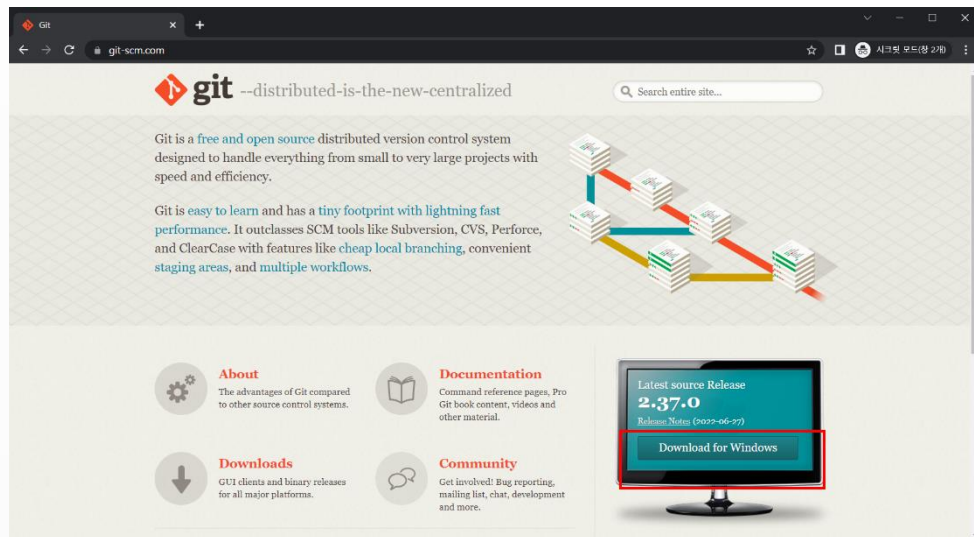 Git
git-scm.com
시크릿 모드(창 2개)
git --distributed-is-the-new-centralized
Search entire site...
Git is a free and open source distributed version control system
designed to handle everything from small to very large projects with
speed and efficiency.
Git is easy to learn and has a tiny footprint with lightning fast
performance. It outclasses SCM tools like Subversion, CVS, Perforce,
and ClearCase with features like cheap local branching, convenient
staging areas, and multiple workflows.
About
The advantages of Git compared
to other source control systems.
Documentation
Command reference pages, Pro
Git book content, videos and
other material.
Downloads
GUI clients and binary releases
for all major platforms.
Community
Get involved! Bug reporting,
mailing list, chat, development
and more.
Latest source Release
2.37.0
Release Notes (2022-06-27)
Download for Windows